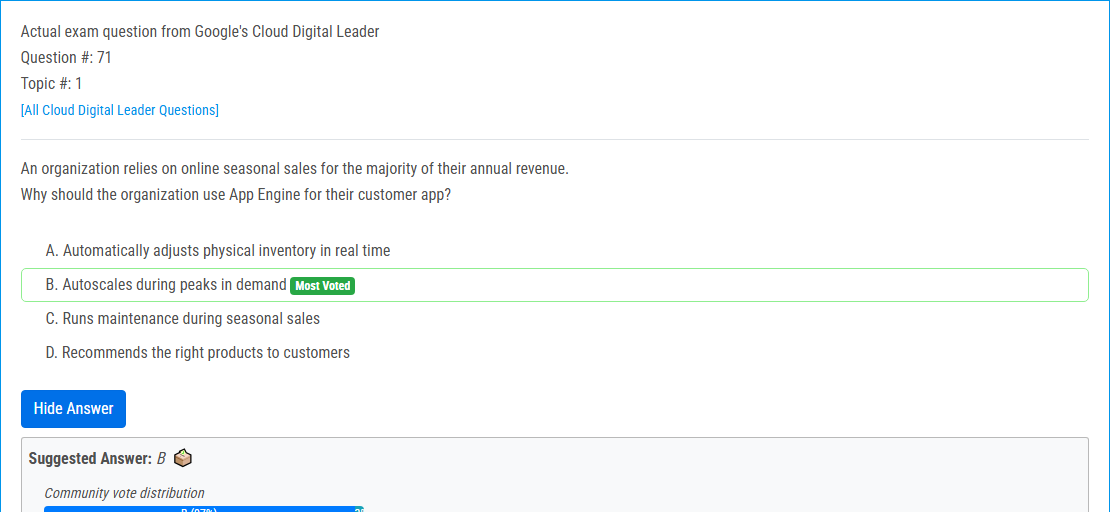 Actual exam question from Google's Cloud Digital Leader
Question #: 71
Topic #: 1
[All Cloud Digital Leader Questions]
An organization relies on online seasonal sales for the majority of their annual revenue.
Why should the organization use App Engine for their customer app?
A. Automatically adjusts physical inventory in real time
B. Autoscales during peaks in demand Most Voted
C. Runs maintenance during seasonal sales
D. Recommends the right products to customers
Hide Answer
Suggested Answer: B
Community vote distribution